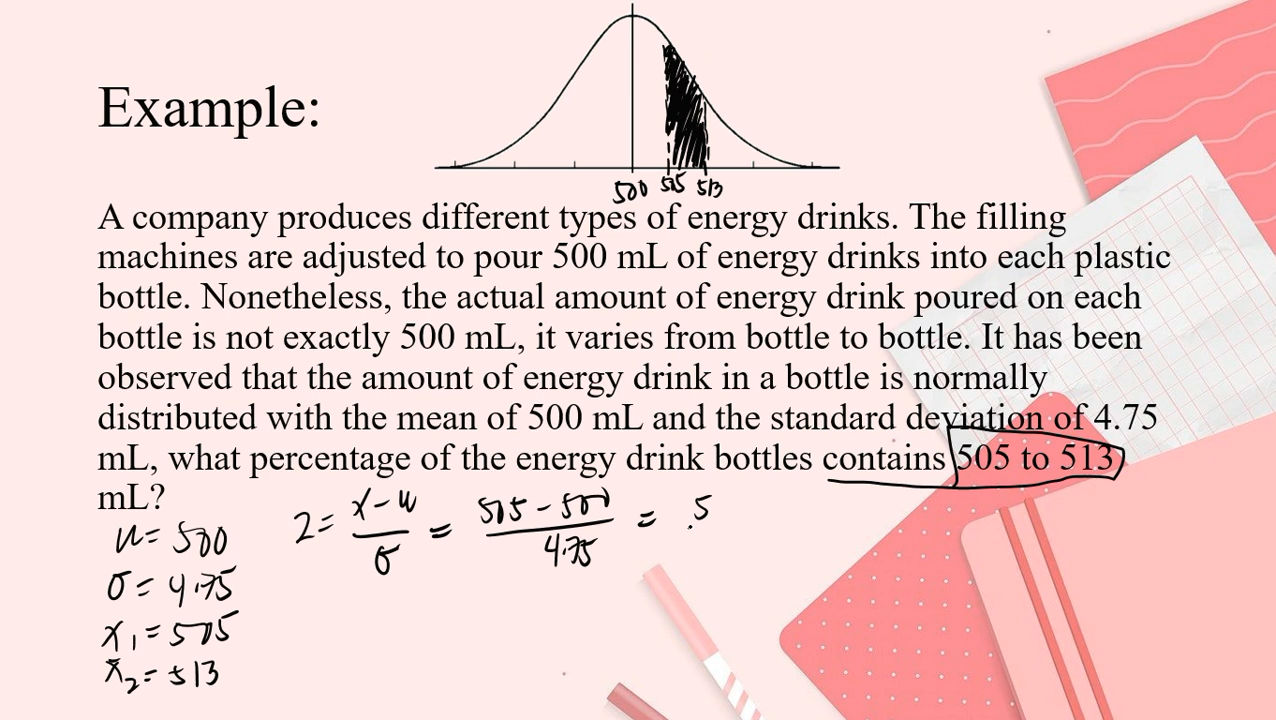 Example:
500 505 513
A company produces different types of energy drinks. The filling
machines are adjusted to pour 500 mL of energy drinks into each plastic
bottle. Nonetheless, the actual amount of energy drink poured on each
bottle is not exactly 500 mL, it varies from bottle to bottle. It has been
observed that the amount of energy drink in a bottle is normally
distributed with the mean of 500 mL and the standard deviation of 4.75
mL, what percentage of the energy drink bottles contains 505 to 513
mL?
z = x - μ / σ = 505 - 500 / 4.75 = .5
μ = 500
σ = 4.75
x₁ = 505
x₂ = 513